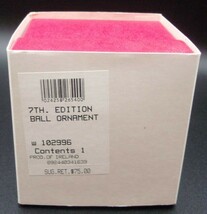 7TH. EDITION
BALL ORNAMENT
W 102996
Contents 1
PROD.OF IRELAND
SUG.RET.$75.00